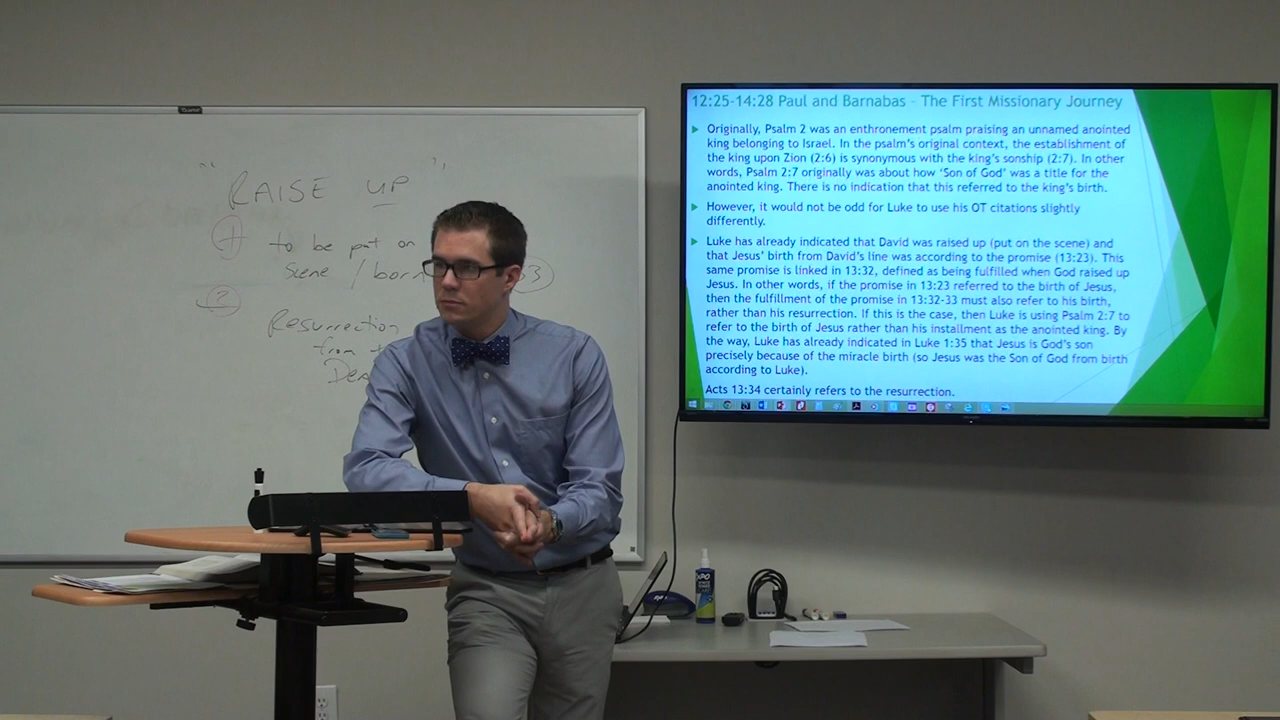 " RAISE UP "
1 to be put on
scene / born 33
2
Resurrection
from
Dea
12:25-14:28 Paul and Barnabas – The First Missionary Journey
Originally, Psalm 2 was an enthronement psalm praising an unnamed anointed
king belonging to Israel. In the psalm's original context, the establishment of
the king upon Zion (2:6) is synonymous with the king's sonship (2:7). In other
words, Psalm 2:7 originally was about how 'Son of God' was a title for the
anointed king. There is no indication that this referred to the king's birth.
However, it would not be odd for Luke to use his OT citations slightly
differently.
Luke has already indicated that David was raised up (put on the scene) and
that Jesus' birth from David's line was according to the promise (13:23). This
same promise is linked in 13:32, defined as being fulfilled when God raised up
Jesus. In other words, if the promise in 13:23 referred to the birth of Jesus,
then the fulfillment of the promise in 13:32-33 must also refer to his birth,
rather than his resurrection. If this is the case, then Luke is using Psalm 2:7 to
refer to the birth of Jesus rather than his installment as the anointed king. By
the way, Luke has already indicated in Luke 1:35 that Jesus is God's son
precisely because of the miracle birth (so Jesus was the Son of God from birth
according to Luke).
Acts 13:34 certainly refers to the resurrection.
EXPO